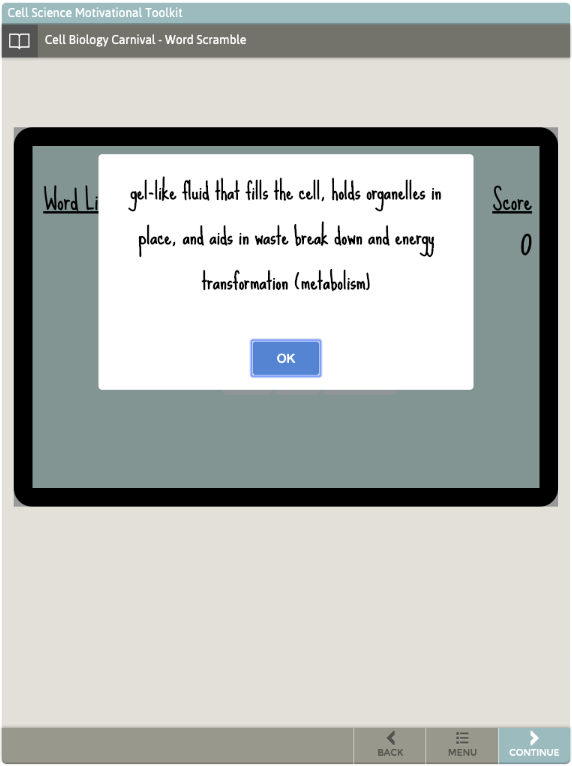 Cell Science Motivational Toolkit
Cell Biology Carnival - Word Scramble
Word Li
Score
0
gel-like fluid that fills the cell, holds organelles in
place, and aids in waste break down and energy
transformation (metabolism)
OK
BACK
MENU
CONTINUE